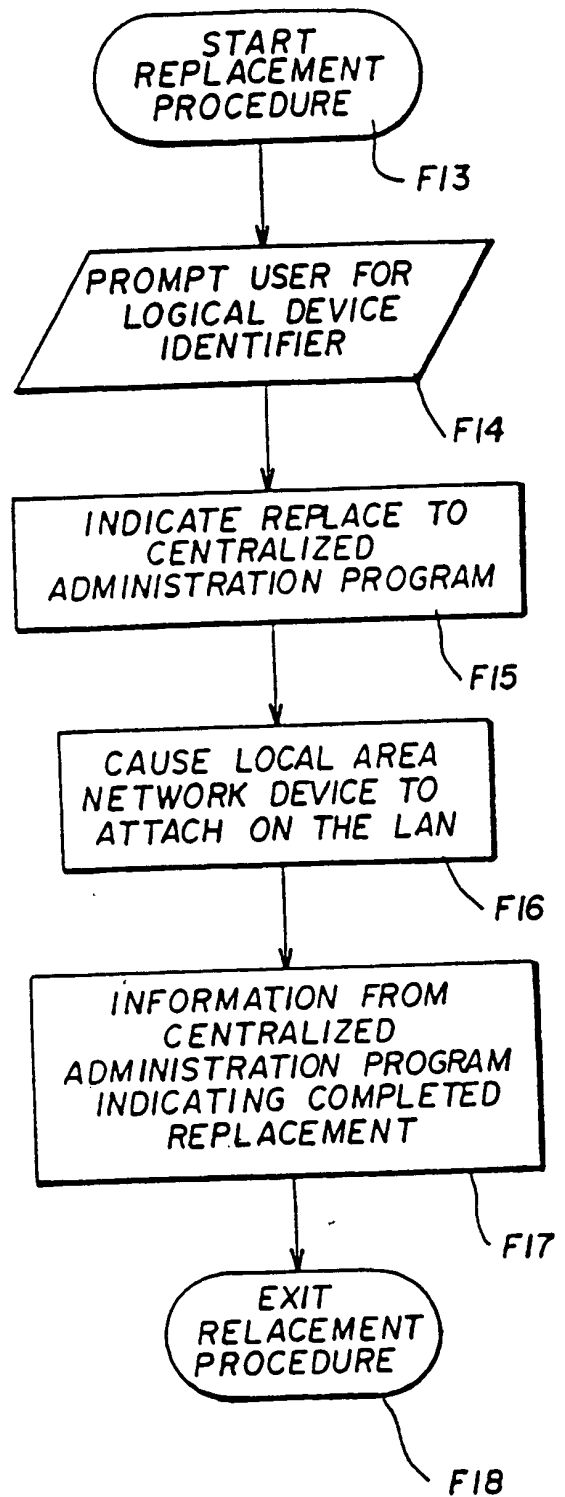 START
REPLACEMENT
PROCEDURE
F13
PROMPT USER FOR
LOGICAL DEVICE
IDENTIFIER
F14
INDICATE REPLACE TO
CENTRALIZED
ADMINISTRATION PROGRAM
F15
CAUSE LOCAL AREA
NETWORK DEVICE TO
ATTACH ON THE LAN
F16
INFORMATION FROM
CENTRALIZED
ADMINISTRATION PROGRAM
INDICATING COMPLETED
REPLACEMENT
F17
EXIT
RELACEMENT
PROCEDURE
F18